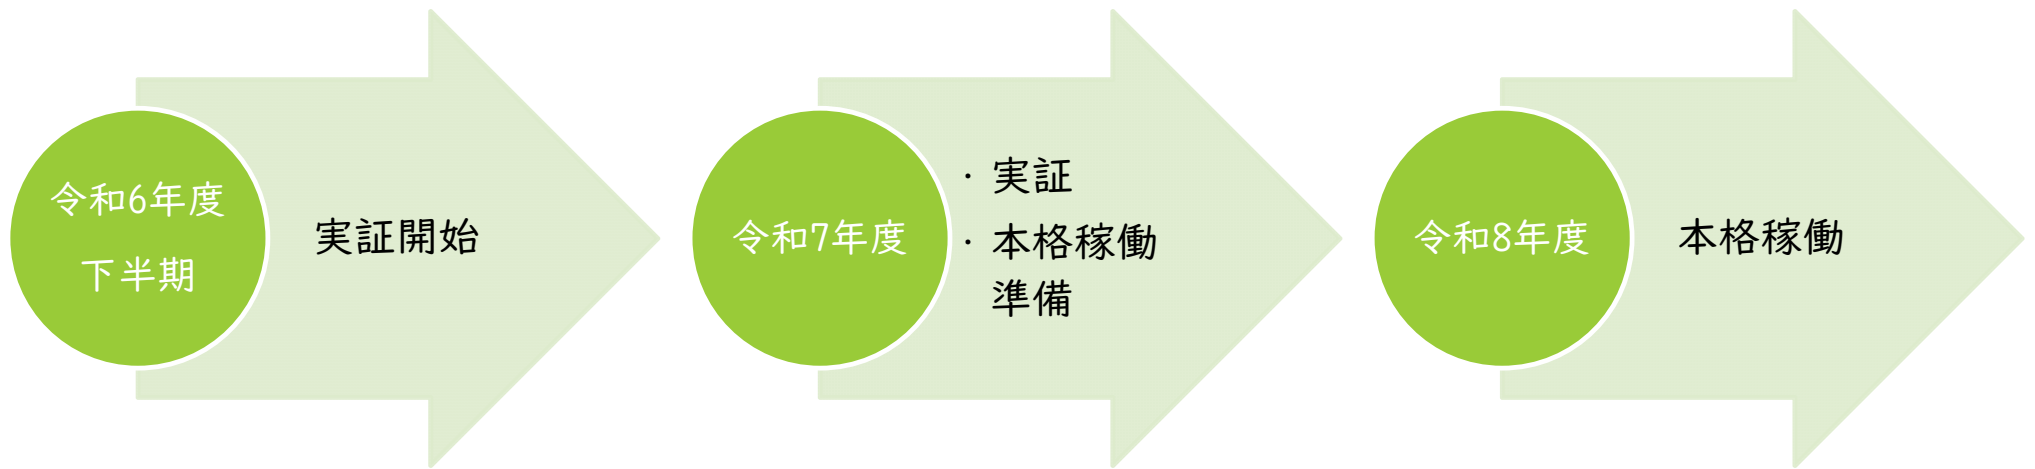 令和6年度
下半期
実証開始
令和7年度
・実証
・本格稼働
準備
令和8年度
本格稼働